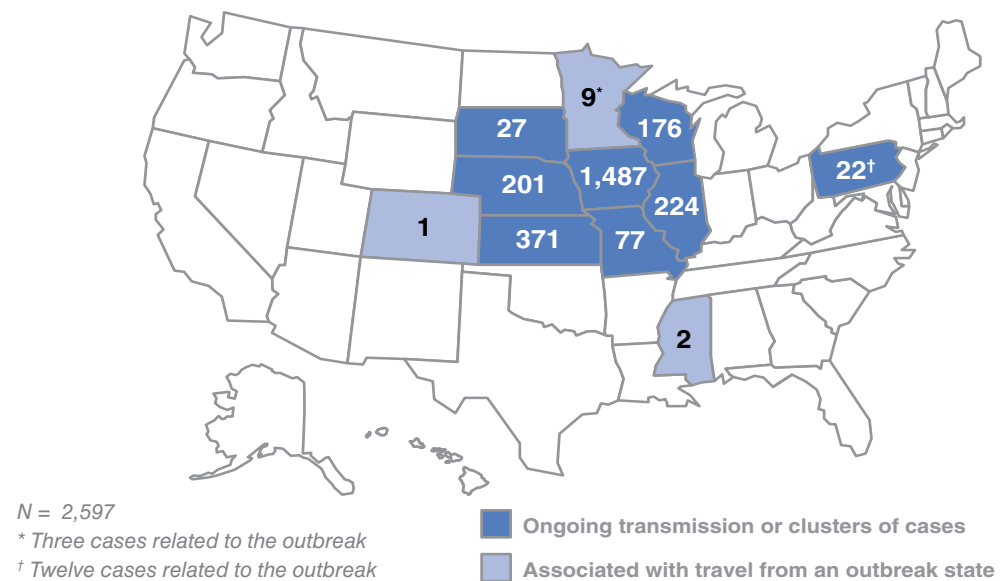 9*
27
176
201
1,487
22†
224
1
371
77
2
N = 2,597
* Three cases related to the outbreak
† Twelve cases related to the outbreak
Ongoing transmission or clusters of cases
Associated with travel from an outbreak state